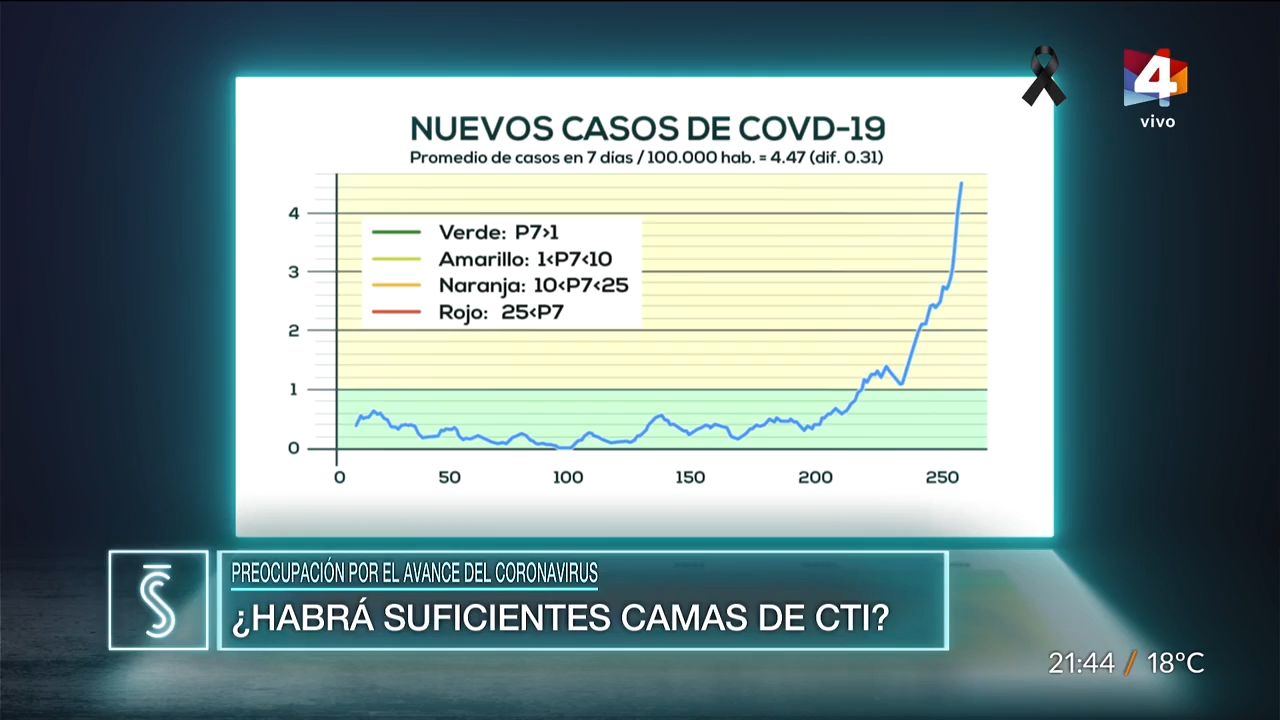 4
vivo
NUEVOS CASOS DE COVD-19
Promedio de casos en 7 días / 100.000 hab. = 4.47 (dif. 0.31)
4
3
2
1
0
Verde: P7>1
Amarillo: 1<P7<10
Naranja: 10<P7<25
Rojo: 25<P7
0 50 100 150 200 250
PREOCUPACIÓN POR EL AVANCE DEL CORONAVIRUS
¿HABRÁ SUFICIENTES CAMAS DE CTI?
21:44 / 18°C